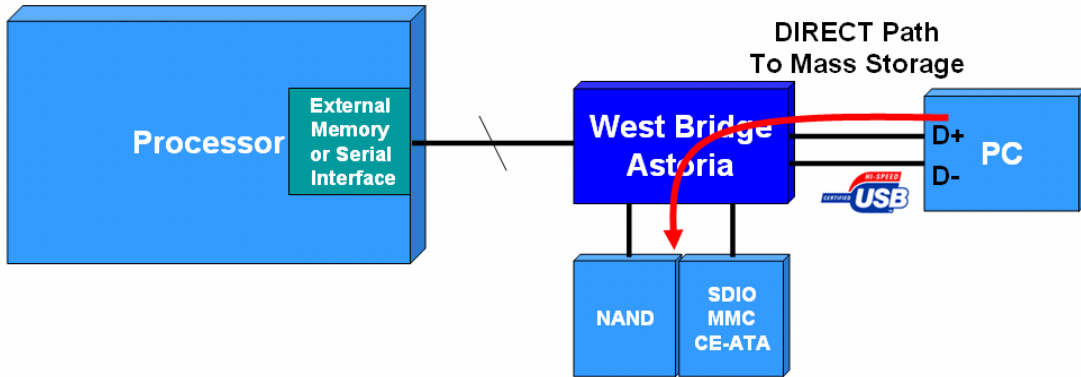 DIRECT Path
To Mass Storage
Processor
External
Memory
or Serial
Interface
West Bridge
Astoria
D+
D-
PC
HI-SPEED
CERTIFIED
USB
NAND
SDIO
MMC
CE-ATA